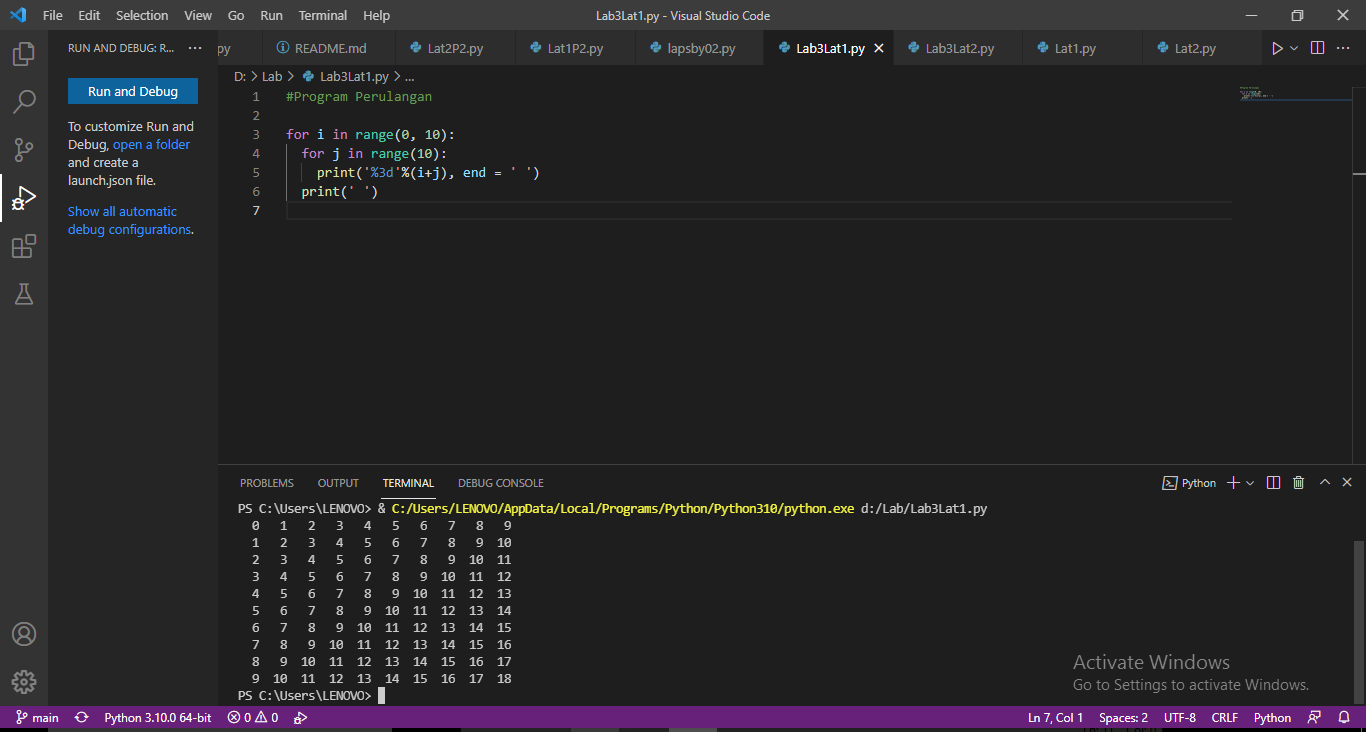 File Edit Selection View Go Run Terminal Help Lab3Lat1.py - Visual Studio Code
RUN AND DEBUG: R... ··· py README.md Lat2P2.py Lat1P2.py lapsby02.py Lab3Lat1.py Lab3Lat2.py Lat1.py Lat2.py
Run and Debug
To customize Run and
Debug, open a folder
and create a
launch.json file.
Show all automatic
debug configurations.
D: > Lab > Lab3Lat1.py > ...
1 #Program Perulangan
2
3 for i in range(0, 10):
4   for j in range(10):
5     print('%3d'%(i+j), end = ' ')
6   print(' ')
7
PROBLEMS OUTPUT TERMINAL DEBUG CONSOLE Python
PS C:\Users\LENOVO> & C:/Users/LENOVO/AppData/Local/Programs/Python/Python310/python.exe d:/Lab/Lab3Lat1.py
  0   1   2   3   4   5   6   7   8   9
  1   2   3   4   5   6   7   8   9  10
  2   3   4   5   6   7   8   9  10  11
  3   4   5   6   7   8   9  10  11  12
  4   5   6   7   8   9  10  11  12  13
  5   6   7   8   9  10  11  12  13  14
  6   7   8   9  10  11  12  13  14  15
  7   8   9  10  11  12  13  14  15  16
  8   9  10  11  12  13  14  15  16  17
  9  10  11  12  13  14  15  16  17  18
PS C:\Users\LENOVO>
Activate Windows
Go to Settings to activate Windows.
main Python 3.10.0 64-bit 0 0 Ln 7, Col 1 Spaces: 2 UTF-8 CRLF Python